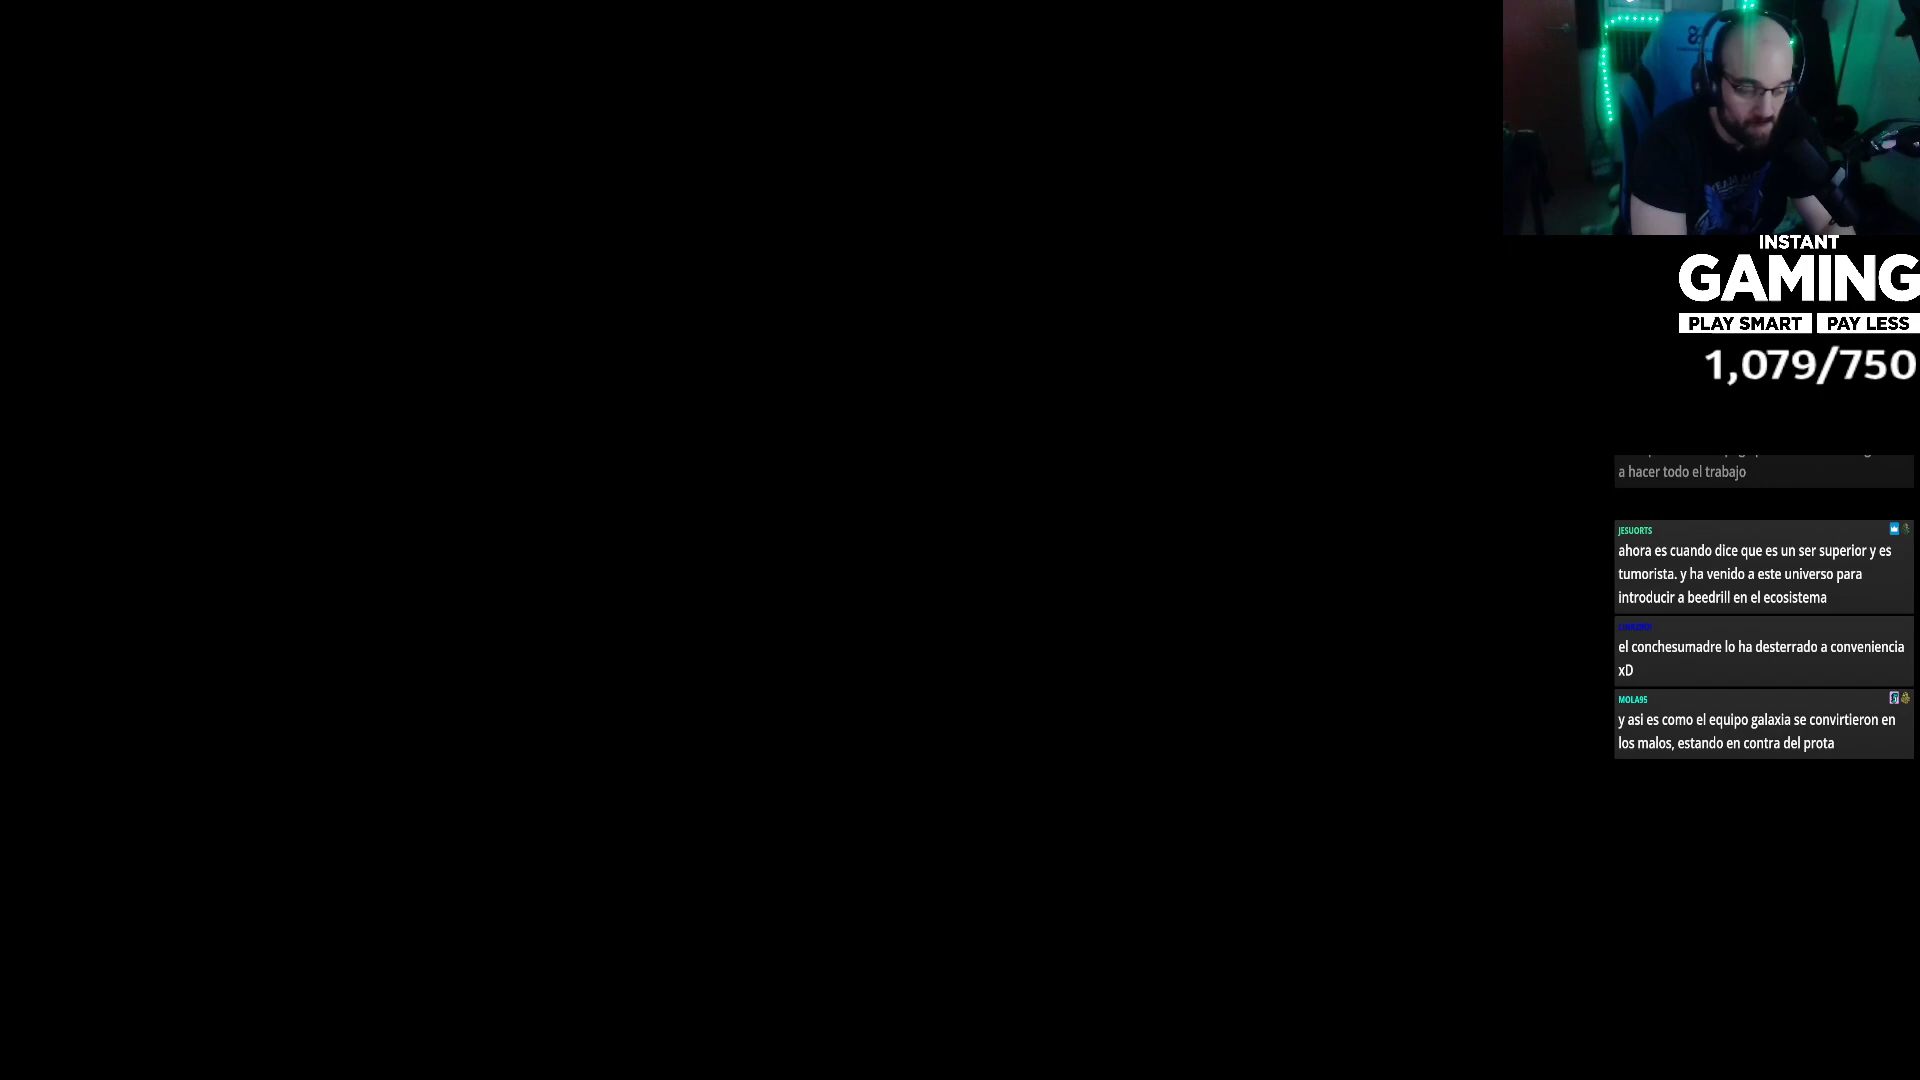 INSTANT
GAMING
PLAY SMART PAY LESS
1,079/750
a hacer todo el trabajo
JESUORTS
ahora es cuando dice que es un ser superior y es
tumorista. y ha venido a este universo para
introducir a beedrill en el ecosistema
el conchesumadre lo ha desterrado a conveniencia
xD
MOLA95
y asi es como el equipo galaxia se convirtieron en
los malos, estando en contra del prota